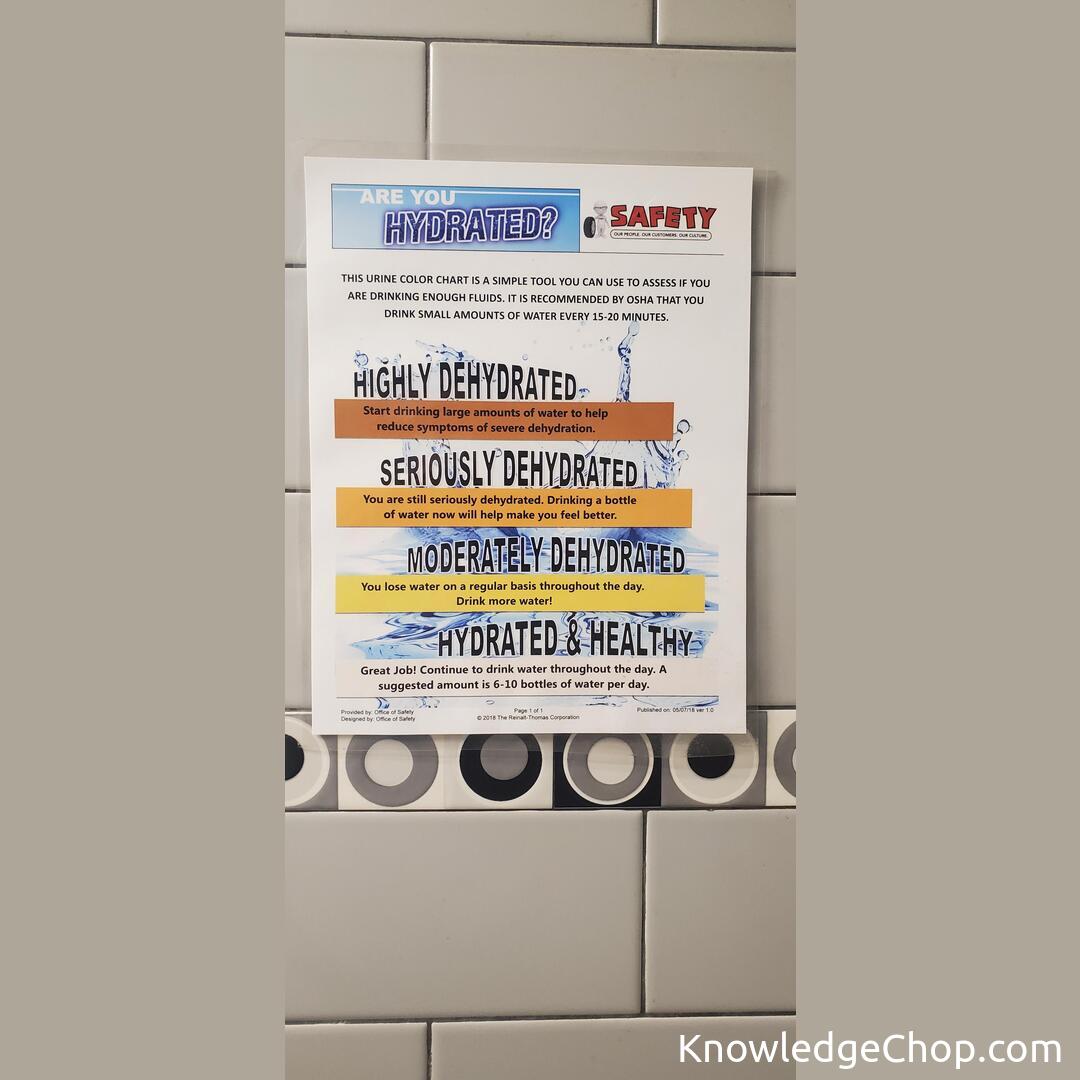 ARE YOU
HYDRATED?
SAFETY
OUR PEOPLE. OUR CUSTOMERS. OUR CULTURE.
THIS URINE COLOR CHART IS A SIMPLE TOOL YOU CAN USE TO ASSESS IF YOU
ARE DRINKING ENOUGH FLUIDS. IT IS RECOMMENDED BY OSHA THAT YOU
DRINK SMALL AMOUNTS OF WATER EVERY 15-20 MINUTES.
HIGHLY DEHYDRATED
Start drinking large amounts of water to help
reduce symptoms of severe dehydration.
SERIOUSLY DEHYDRATED
You are still seriously dehydrated. Drinking a bottle
of water now will help make you feel better.
MODERATELY DEHYDRATED
You lose water on a regular basis throughout the day.
Drink more water!
HYDRATED & HEALTHY
Great Job! Continue to drink water throughout the day. A
suggested amount is 6-10 bottles of water per day.
Provided by: Office of Safety
Designed by: Office of Safety
Page 1 of 1
© 2018 The Reinalt-Thomas Corporation
Published on: 05/07/18 ver 1.0
KnowledgeChop.com